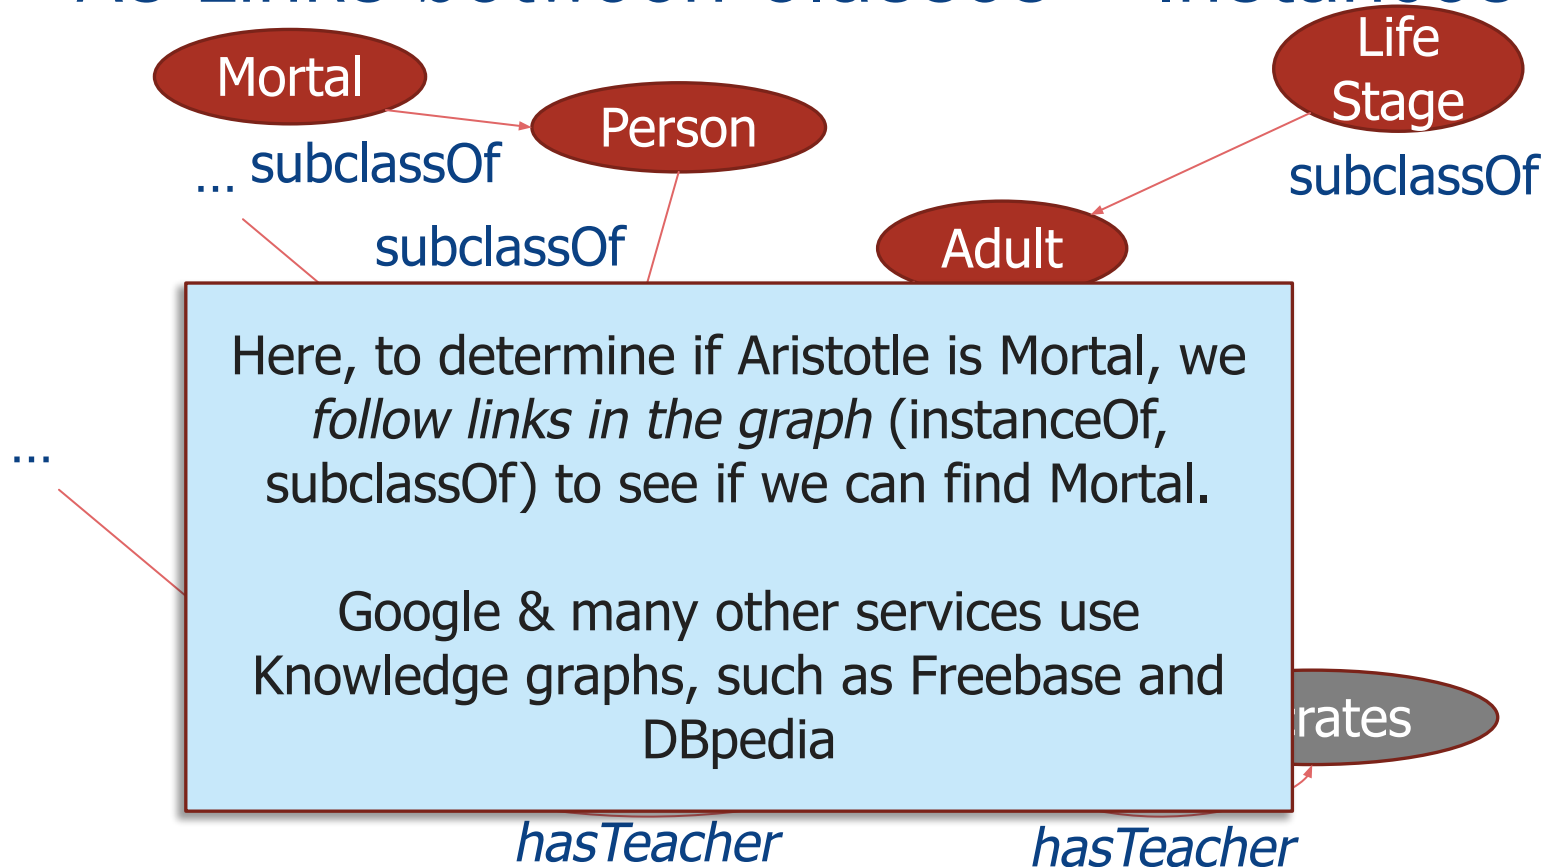 Mortal
Life
Stage
Person
subclassOf
... subclassOf
subclassOf
Adult
Here, to determine if Aristotle is Mortal, we
follow links in the graph (instanceOf,
subclassOf) to see if we can find Mortal.
...
Google & many other services use
Knowledge graphs, such as Freebase and
DBpedia
crates
hasTeacher
hasTeacher